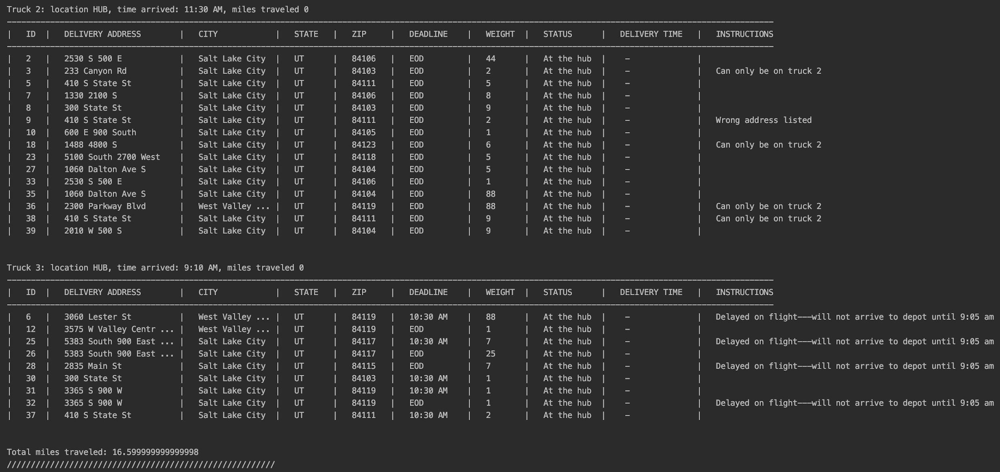 Truck 2: location HUB, time arrived: 11:30 AM, miles traveled 0
--------------------------------------------------------------------------------------------------------------------------------------------------------------
| ID | DELIVERY ADDRESS | CITY | STATE | ZIP | DEADLINE | WEIGHT | STATUS | DELIVERY TIME | INSTRUCTIONS
--------------------------------------------------------------------------------------------------------------------------------------------------------------
| 2 | 2530 S 500 E | Salt Lake City | UT | 84106 | EOD | 44 | At the hub | - |
| 3 | 233 Canyon Rd | Salt Lake City | UT | 84103 | EOD | 2 | At the hub | - | Can only be on truck 2
| 5 | 410 S State St | Salt Lake City | UT | 84111 | EOD | 5 | At the hub | - |
| 7 | 1330 2100 S | Salt Lake City | UT | 84106 | EOD | 8 | At the hub | - |
| 8 | 300 State St | Salt Lake City | UT | 84103 | EOD | 9 | At the hub | - |
| 9 | 410 S State St | Salt Lake City | UT | 84111 | EOD | 2 | At the hub | - | Wrong address listed
| 10 | 600 E 900 South | Salt Lake City | UT | 84105 | EOD | 1 | At the hub | - |
| 18 | 1488 4800 S | Salt Lake City | UT | 84123 | EOD | 6 | At the hub | - | Can only be on truck 2
| 23 | 5100 South 2700 West | Salt Lake City | UT | 84118 | EOD | 5 | At the hub | - |
| 27 | 1060 Dalton Ave S | Salt Lake City | UT | 84104 | EOD | 5 | At the hub | - |
| 33 | 2530 S 500 E | Salt Lake City | UT | 84106 | EOD | 1 | At the hub | - |
| 35 | 1060 Dalton Ave S | Salt Lake City | UT | 84104 | EOD | 88 | At the hub | - |
| 36 | 2300 Parkway Blvd | West Valley ... | UT | 84119 | EOD | 88 | At the hub | - | Can only be on truck 2
| 38 | 410 S State St | Salt Lake City | UT | 84111 | EOD | 9 | At the hub | - | Can only be on truck 2
| 39 | 2010 W 500 S | Salt Lake City | UT | 84104 | EOD | 9 | At the hub | - |
Truck 3: location HUB, time arrived: 9:10 AM, miles traveled 0
--------------------------------------------------------------------------------------------------------------------------------------------------------------
| ID | DELIVERY ADDRESS | CITY | STATE | ZIP | DEADLINE | WEIGHT | STATUS | DELIVERY TIME | INSTRUCTIONS
--------------------------------------------------------------------------------------------------------------------------------------------------------------
| 6 | 3060 Lester St | West Valley ... | UT | 84119 | 10:30 AM | 88 | At the hub | - | Delayed on flight---will not arrive to depot until 9:05 am
| 12 | 3575 W Valley Centr ... | West Valley ... | UT | 84119 | EOD | 1 | At the hub | - |
| 25 | 5383 South 900 East ... | Salt Lake City | UT | 84117 | 10:30 AM | 7 | At the hub | - | Delayed on flight---will not arrive to depot until 9:05 am
| 26 | 5383 South 900 East ... | Salt Lake City | UT | 84117 | EOD | 25 | At the hub | - |
| 28 | 2835 Main St | Salt Lake City | UT | 84115 | EOD | 7 | At the hub | - | Delayed on flight---will not arrive to depot until 9:05 am
| 30 | 300 State St | Salt Lake City | UT | 84103 | 10:30 AM | 1 | At the hub | - |
| 31 | 3365 S 900 W | Salt Lake City | UT | 84119 | 10:30 AM | 1 | At the hub | - |
| 32 | 3365 S 900 W | Salt Lake City | UT | 84119 | EOD | 1 | At the hub | - | Delayed on flight---will not arrive to depot until 9:05 am
| 37 | 410 S State St | Salt Lake City | UT | 84111 | 10:30 AM | 2 | At the hub | - |
Total miles traveled: 16.599999999999998
////////////////////////////////////////////////////////